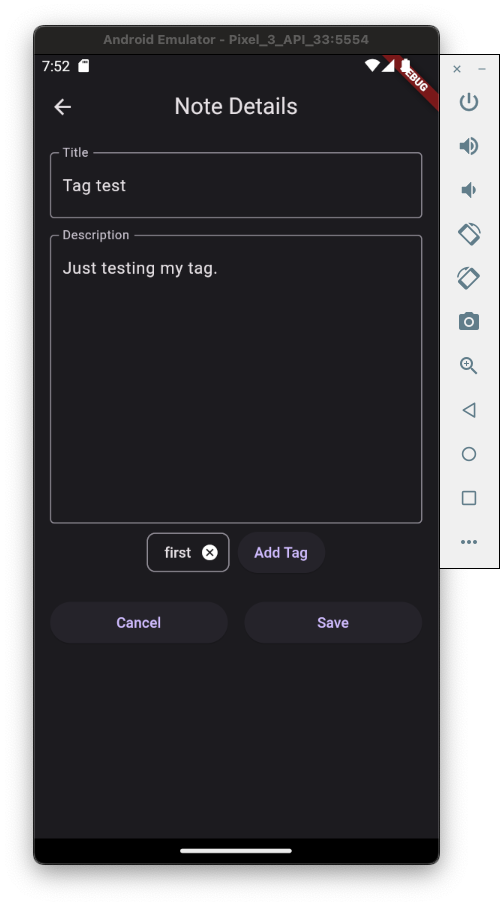 Android Emulator - Pixel_3_API_33:5554
7:52
DEBUG
Note Details
Title
Tag test
Description
Just testing my tag.
first Add Tag
Cancel Save